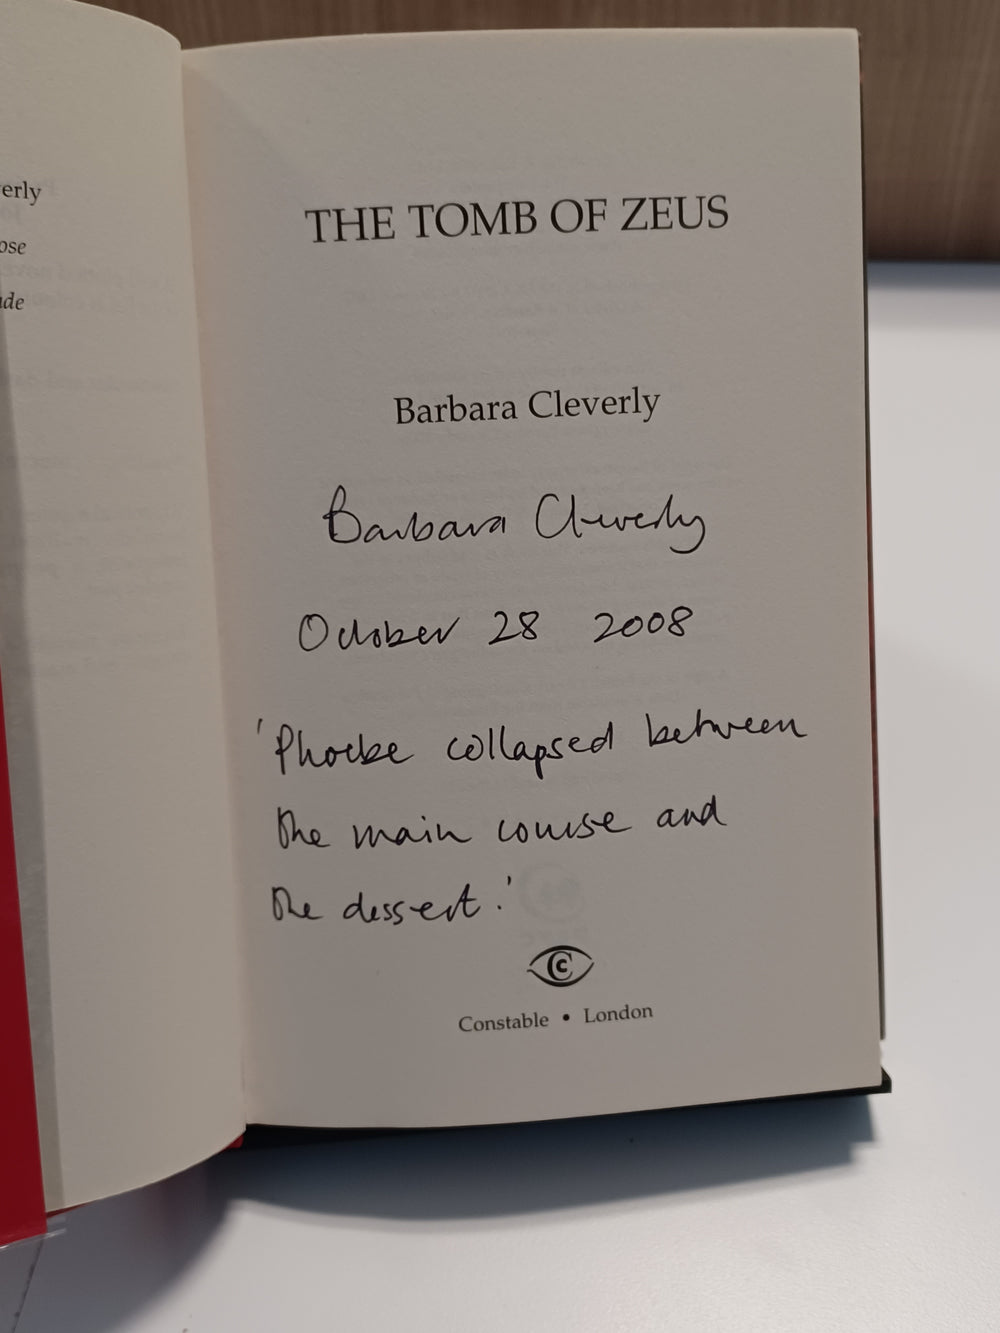 erly
ose
ade
THE TOMB OF ZEUS
Barbara Cleverly
Barbara Cleverly
October 28 2008
'Phoebe collapsed between
the main course and
the dessert.'
C
Constable • London